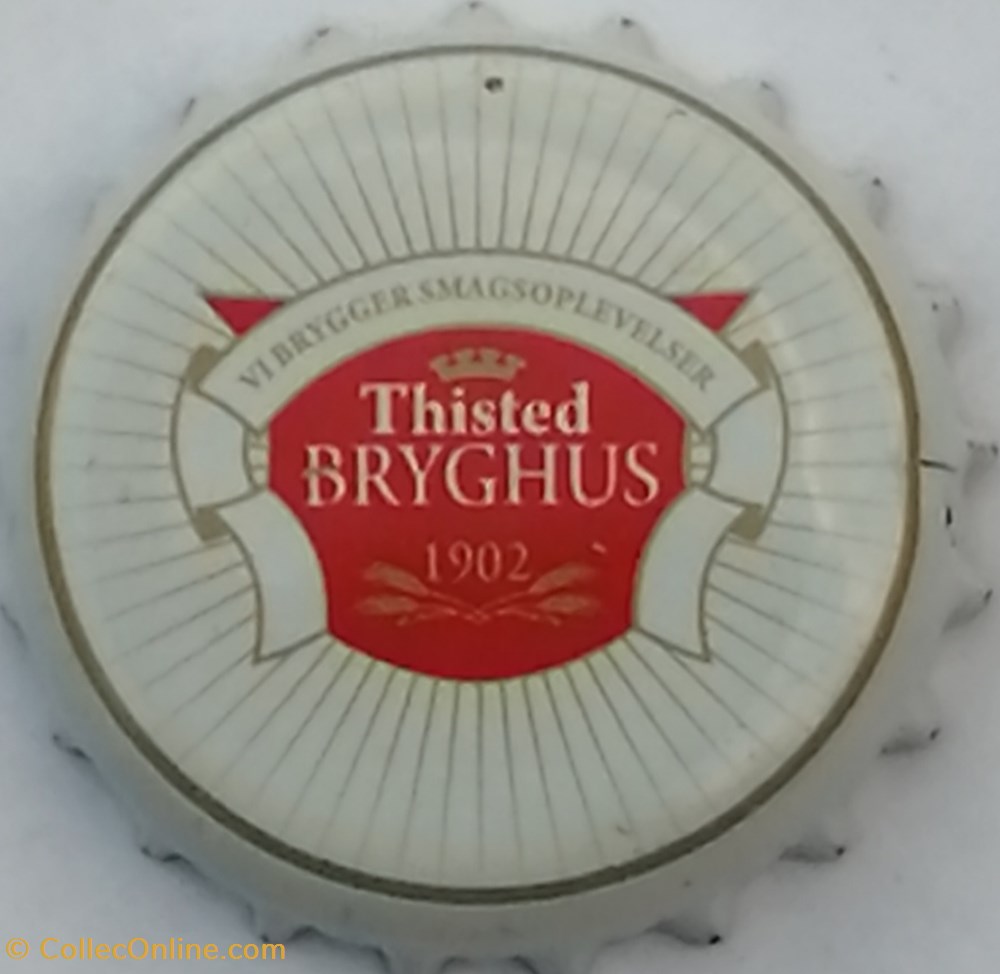 VI BRYGGER SMAGSOPLEVELSER
Thisted
BRYGHUS
1902
© CollecOnline.com